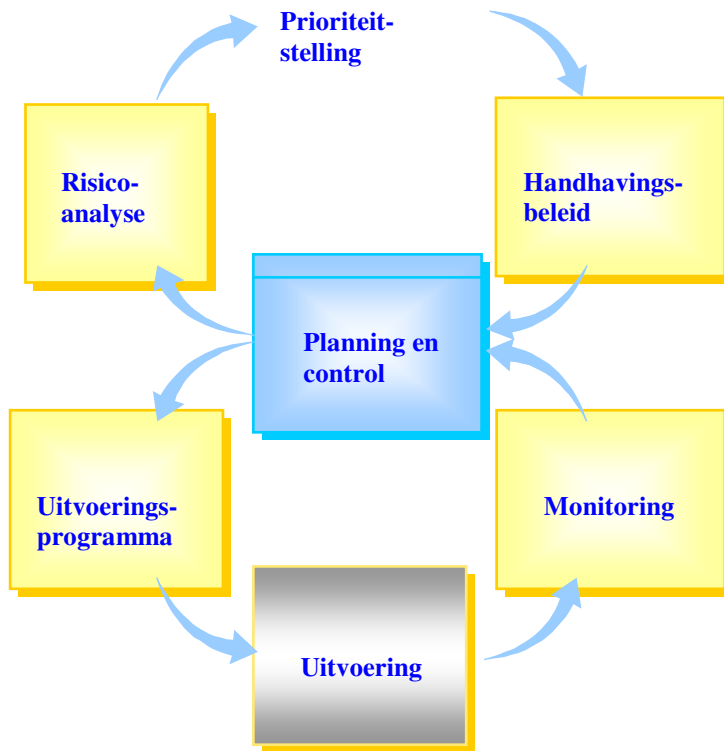 Prioriteit-
stelling
Risico-
analyse
Handhavings-
beleid
Planning en
control
Uitvoerings-
programma
Monitoring
Uitvoering